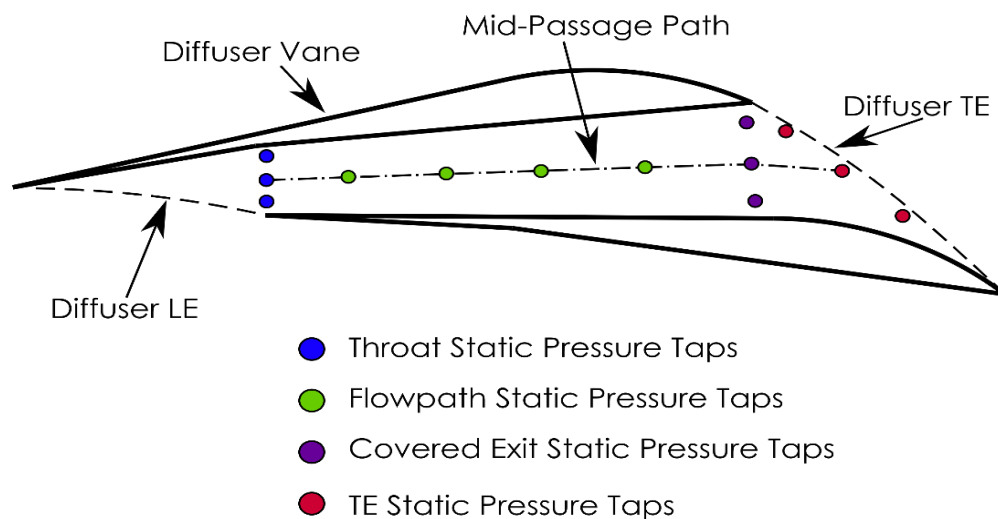 Mid-Passage Path
Diffuser Vane
Diffuser TE
Diffuser LE
Throat Static Pressure Taps
Flowpath Static Pressure Taps
Covered Exit Static Pressure Taps
TE Static Pressure Taps